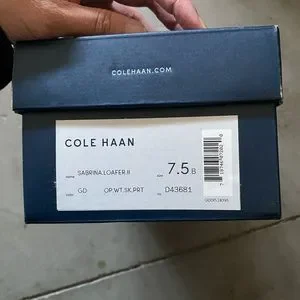 COLEHAAN.COM
COLE HAAN
SABRINA.LOAFER.II
7.5 B
GD OP.WT.SK.PRT
D43681